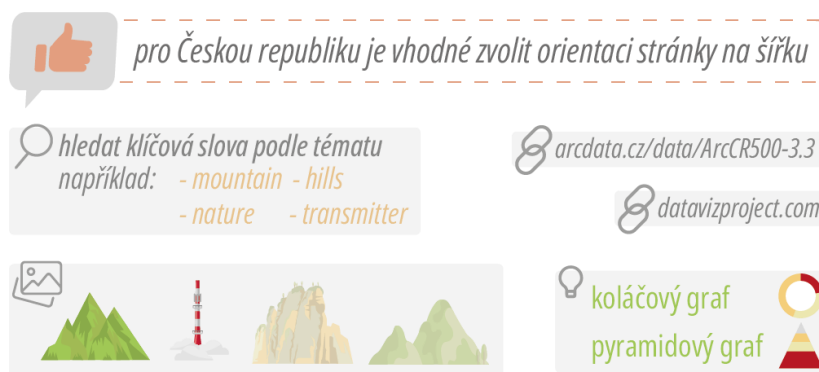 pro Českou republiku je vhodné zvolit orientaci stránky na šířku
hledat klíčová slova podle tématu
například: - mountain - hills
- nature - transmitter
arcdata.cz/data/ArcCR500-3.3
datavizproject.com
koláčový graf
pyramidový graf